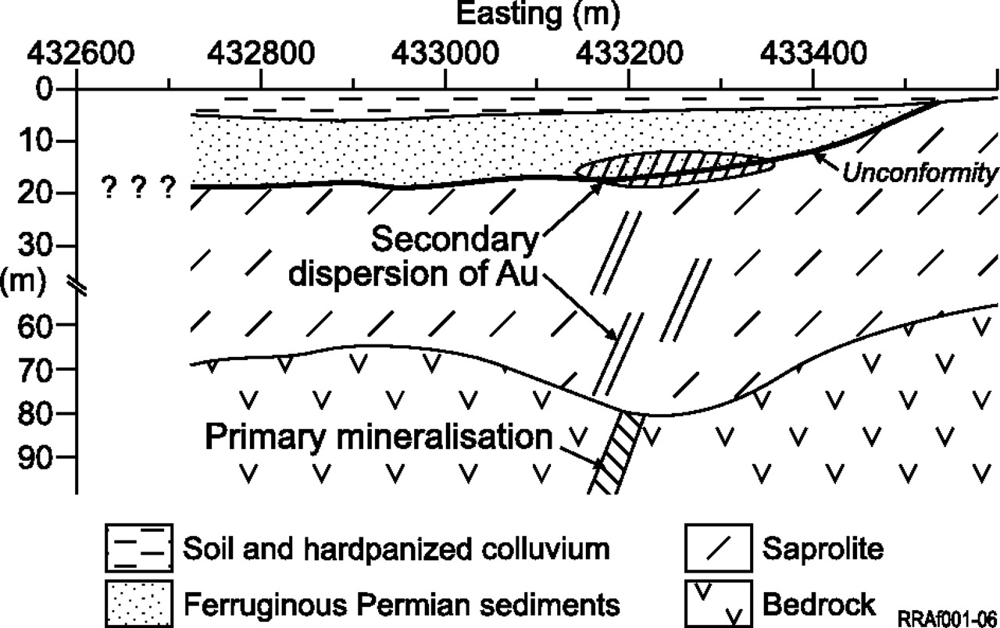 Easting (m)
432600 432800 433000 433200 433400
0
10
Unconformity
? ? ?
20
Secondary
30
dispersion of Au
(m)
60
70
80
Primary mineralisation
90
Soil and hardpanized colluvium
Saprolite
Ferruginous Permian sediments
Bedrock
RRAf001-06